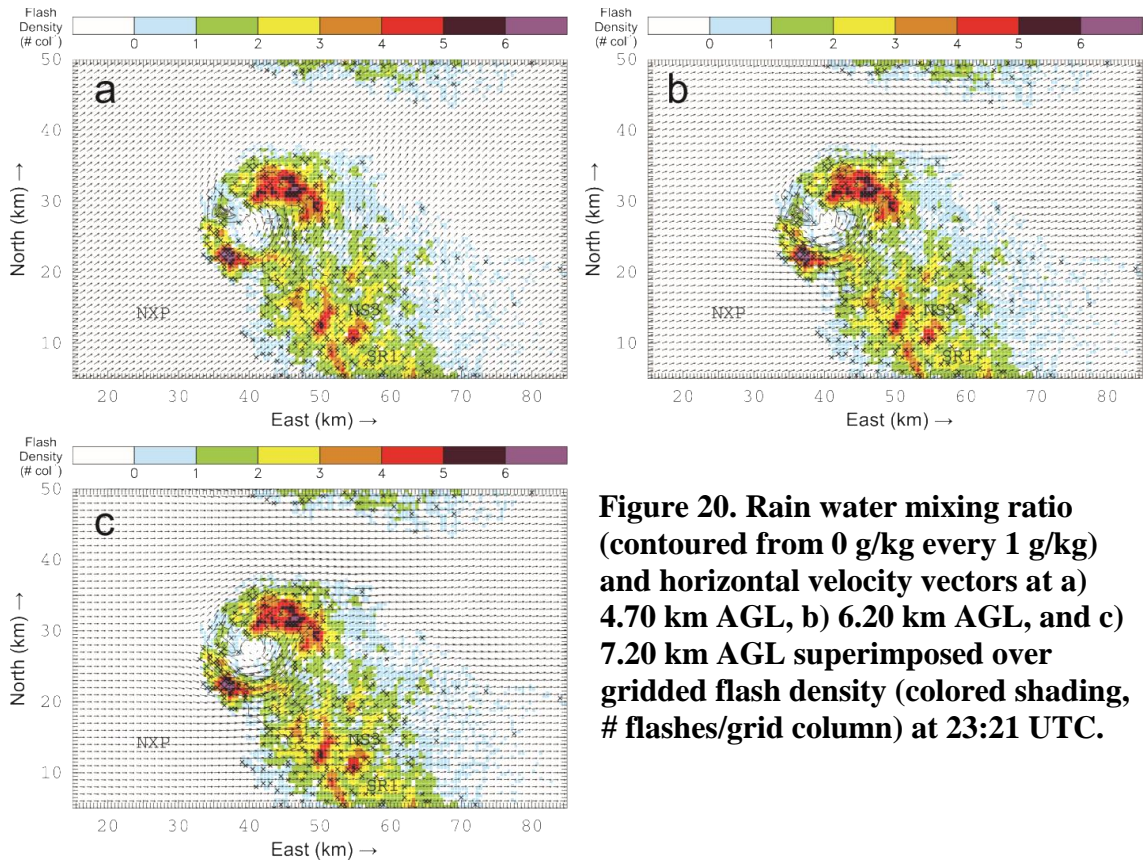 Flash
Density
(# col⁻)
0 1 2 3 4 5 6
50
40
30
20
10
North (km) →
a
NXP
NS3
SR1
20 30 40 50 60 70 80
East (km) →
Flash
Density
(# col⁻)
0 1 2 3 4 5 6
50
40
30
20
10
North (km) →
b
NXP
NS3
SR1
20 30 40 50 60 70 80
East (km) →
Flash
Density
(# col⁻)
0 1 2 3 4 5 6
50
40
30
20
10
North (km) →
c
NXP
NS3
SR1
20 30 40 50 60 70 80
East (km) →
Figure 20. Rain water mixing ratio
(contoured from 0 g/kg every 1 g/kg)
and horizontal velocity vectors at a)
4.70 km AGL, b) 6.20 km AGL, and c)
7.20 km AGL superimposed over
gridded flash density (colored shading,
# flashes/grid column) at 23:21 UTC.